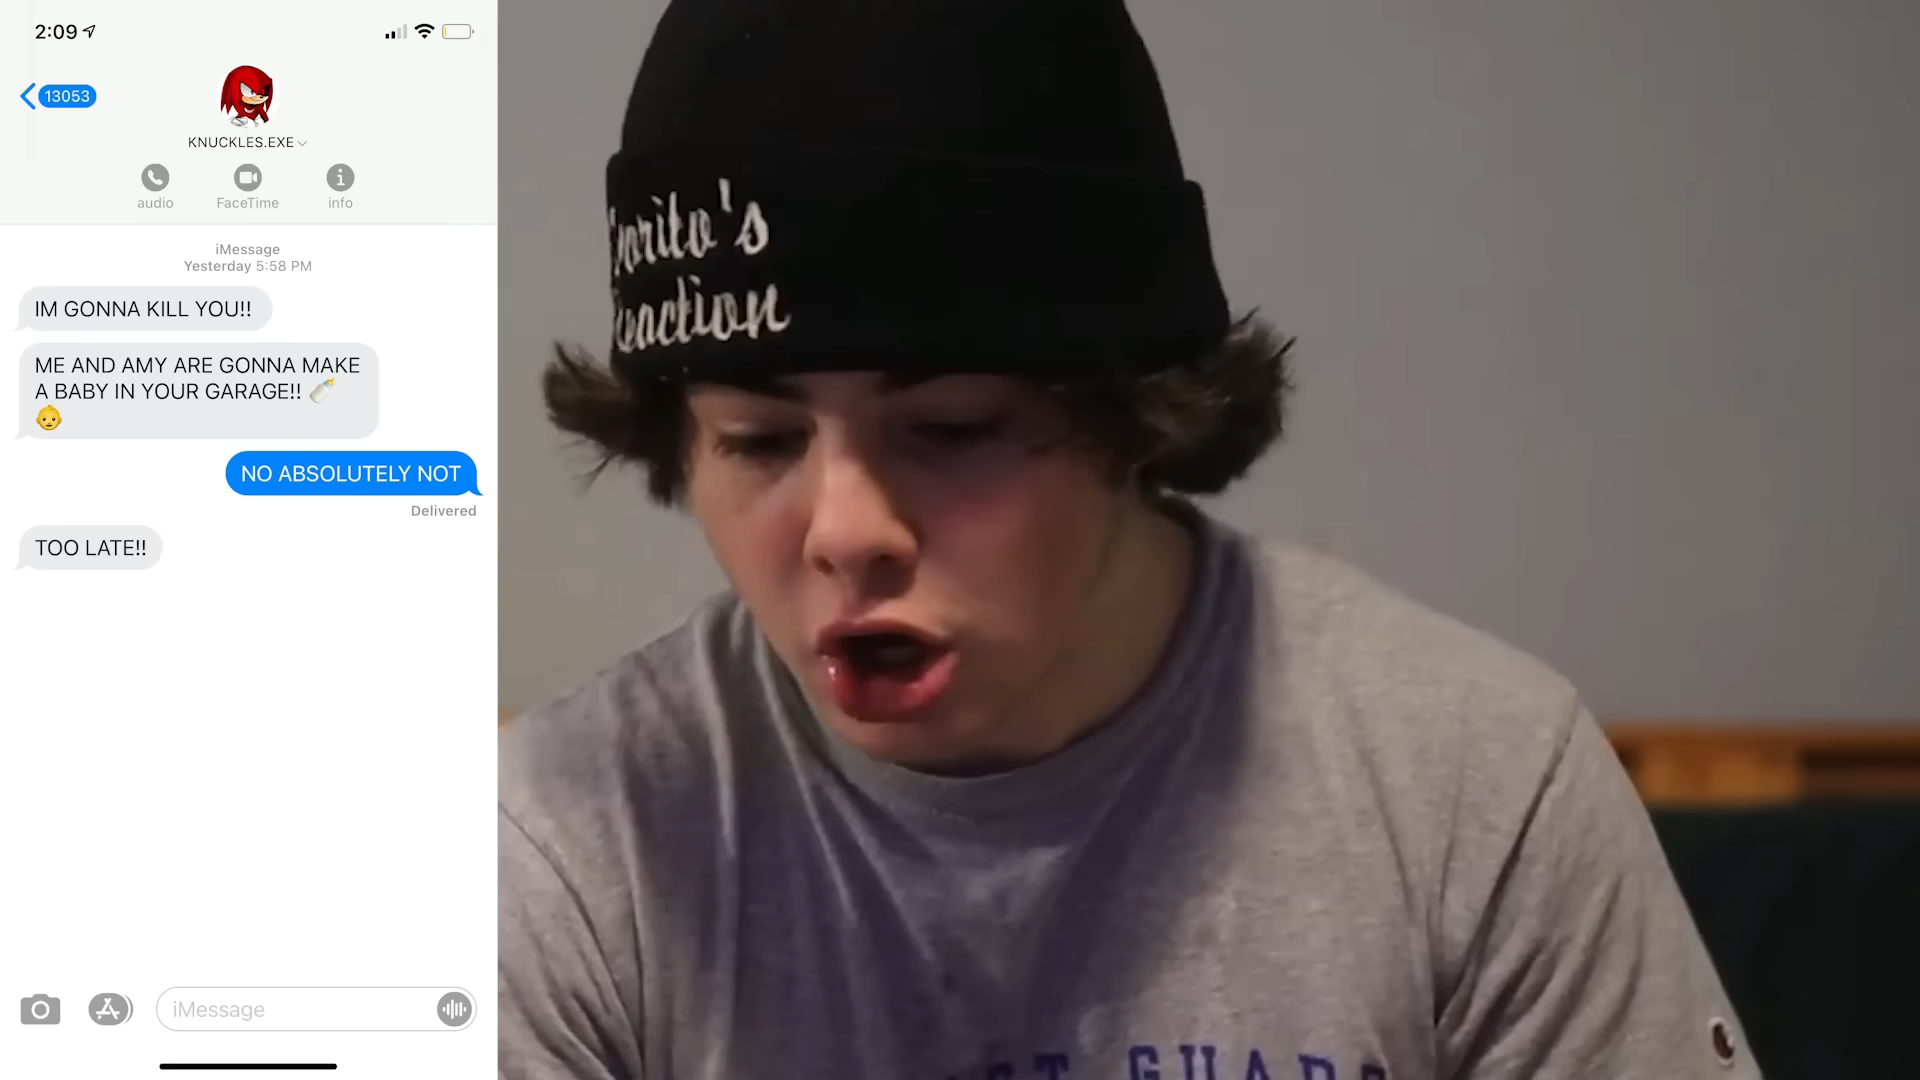 2:09
13053
KNUCKLES.EXE
audio FaceTime info
iMessage
Yesterday 5:58 PM
IM GONNA KILL YOU!!
ME AND AMY ARE GONNA MAKE
A BABY IN YOUR GARAGE!! 🍼
👶
NO ABSOLUTELY NOT
Delivered
TOO LATE!!
iMessage
GUARD